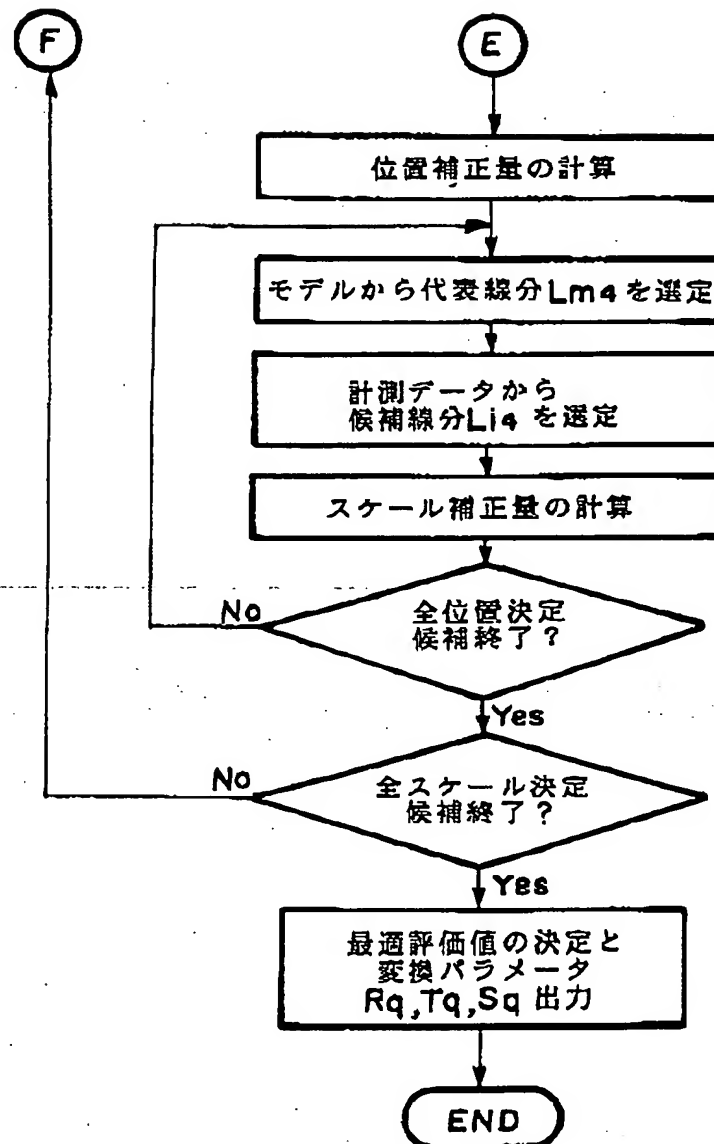 F
E
位置補正量の計算
モデルから代表線分Lm4を選定
計測データから
候補線分Li4を選定
スケール補正量の計算
No
全位置決定
候補終了?
Yes
No
全スケール決定
候補終了?
Yes
最適評価値の決定と
変換パラメータ
Rq,Tq,Sq出力
END